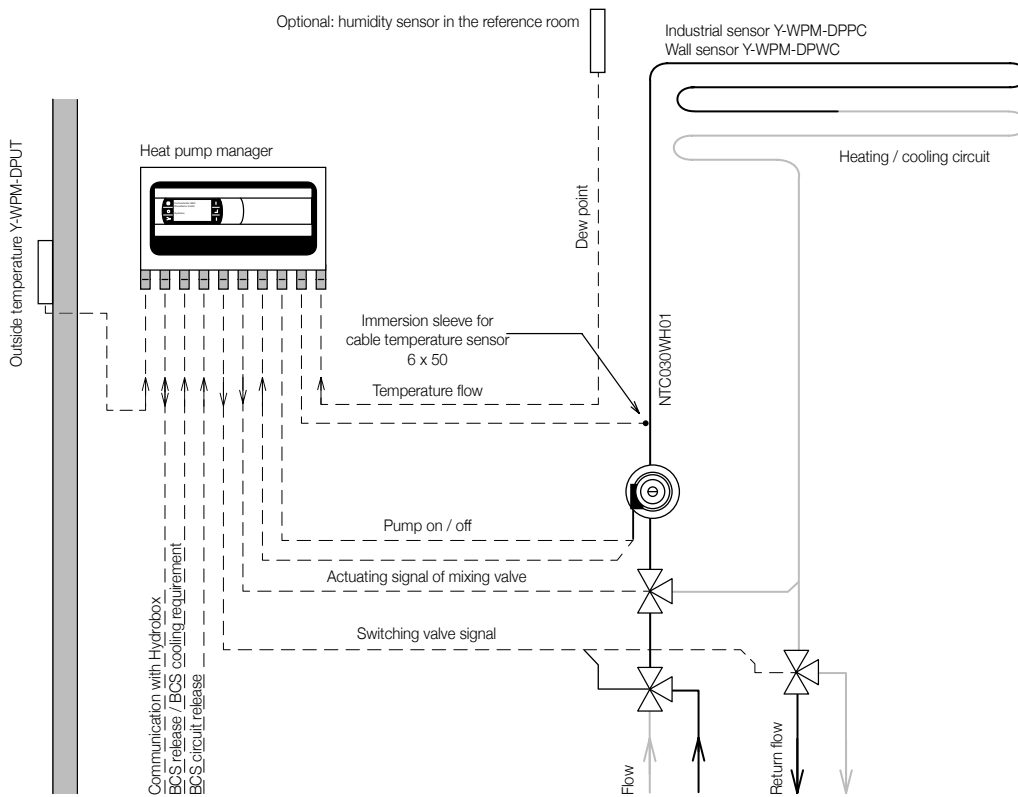 Optional: humidity sensor in the reference room
Industrial sensor Y-WPM-DPPC
Wall sensor Y-WPM-DPWC
Heat pump manager
Heating / cooling circuit
Outside temperature Y-WPM-DPUT
Dew point
Immersion sleeve for
cable temperature sensor
6 x 50
NTC030WH01
Temperature flow
Pump on / off
Actuating signal of mixing valve
Switching valve signal
Communication with Hydrobox
BCS release / BCS cooling requirement
BCS circuit release
Flow
Return flow